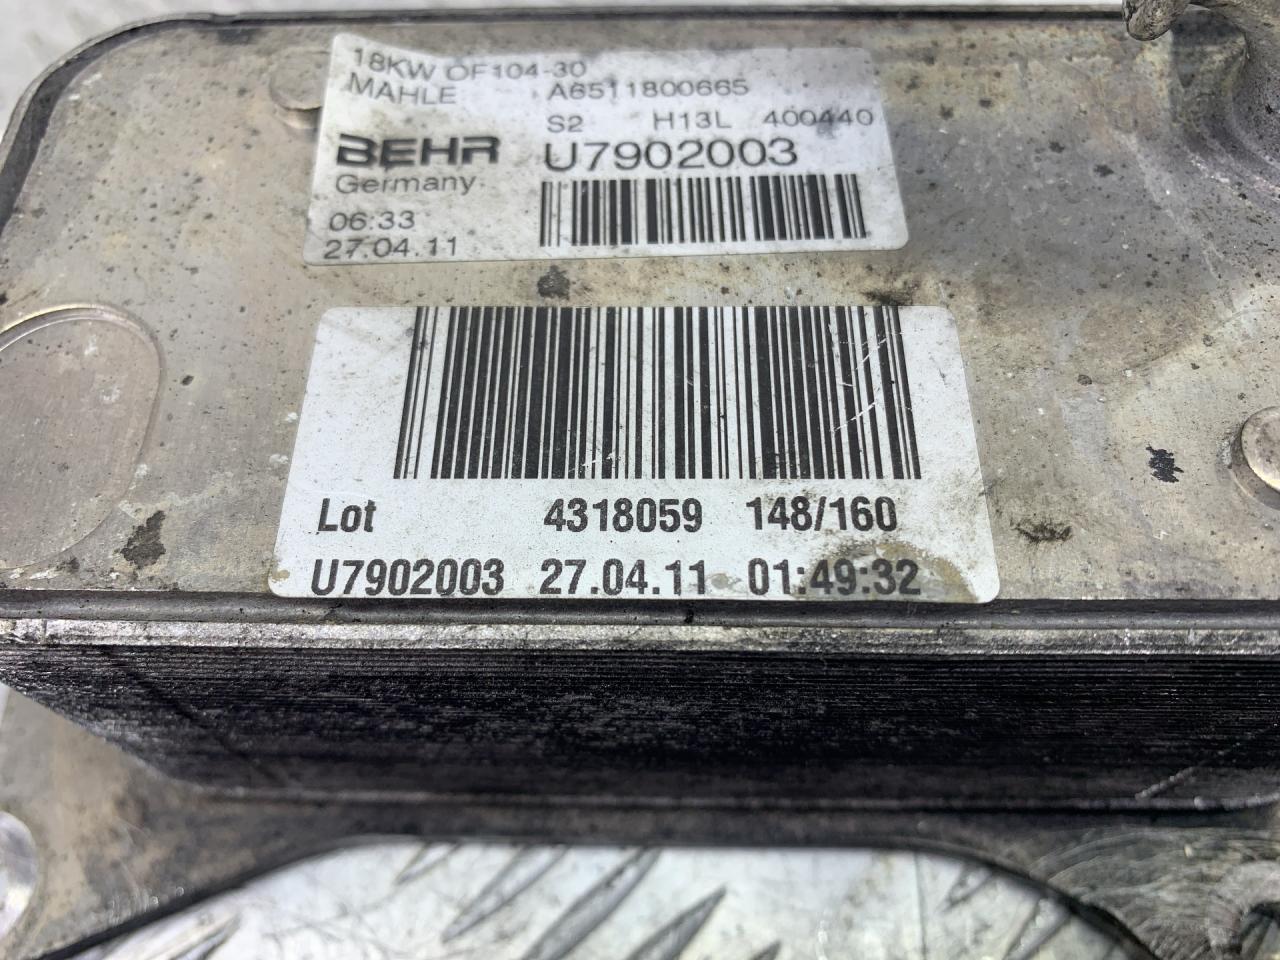 18KW OF104-30
MAHLE A6511800665
S2 H13L 400440
BEHR U7902003
Germany
06:33
27.04.11
Lot 4318059 148/160
U7902003 27.04.11 01:49:32